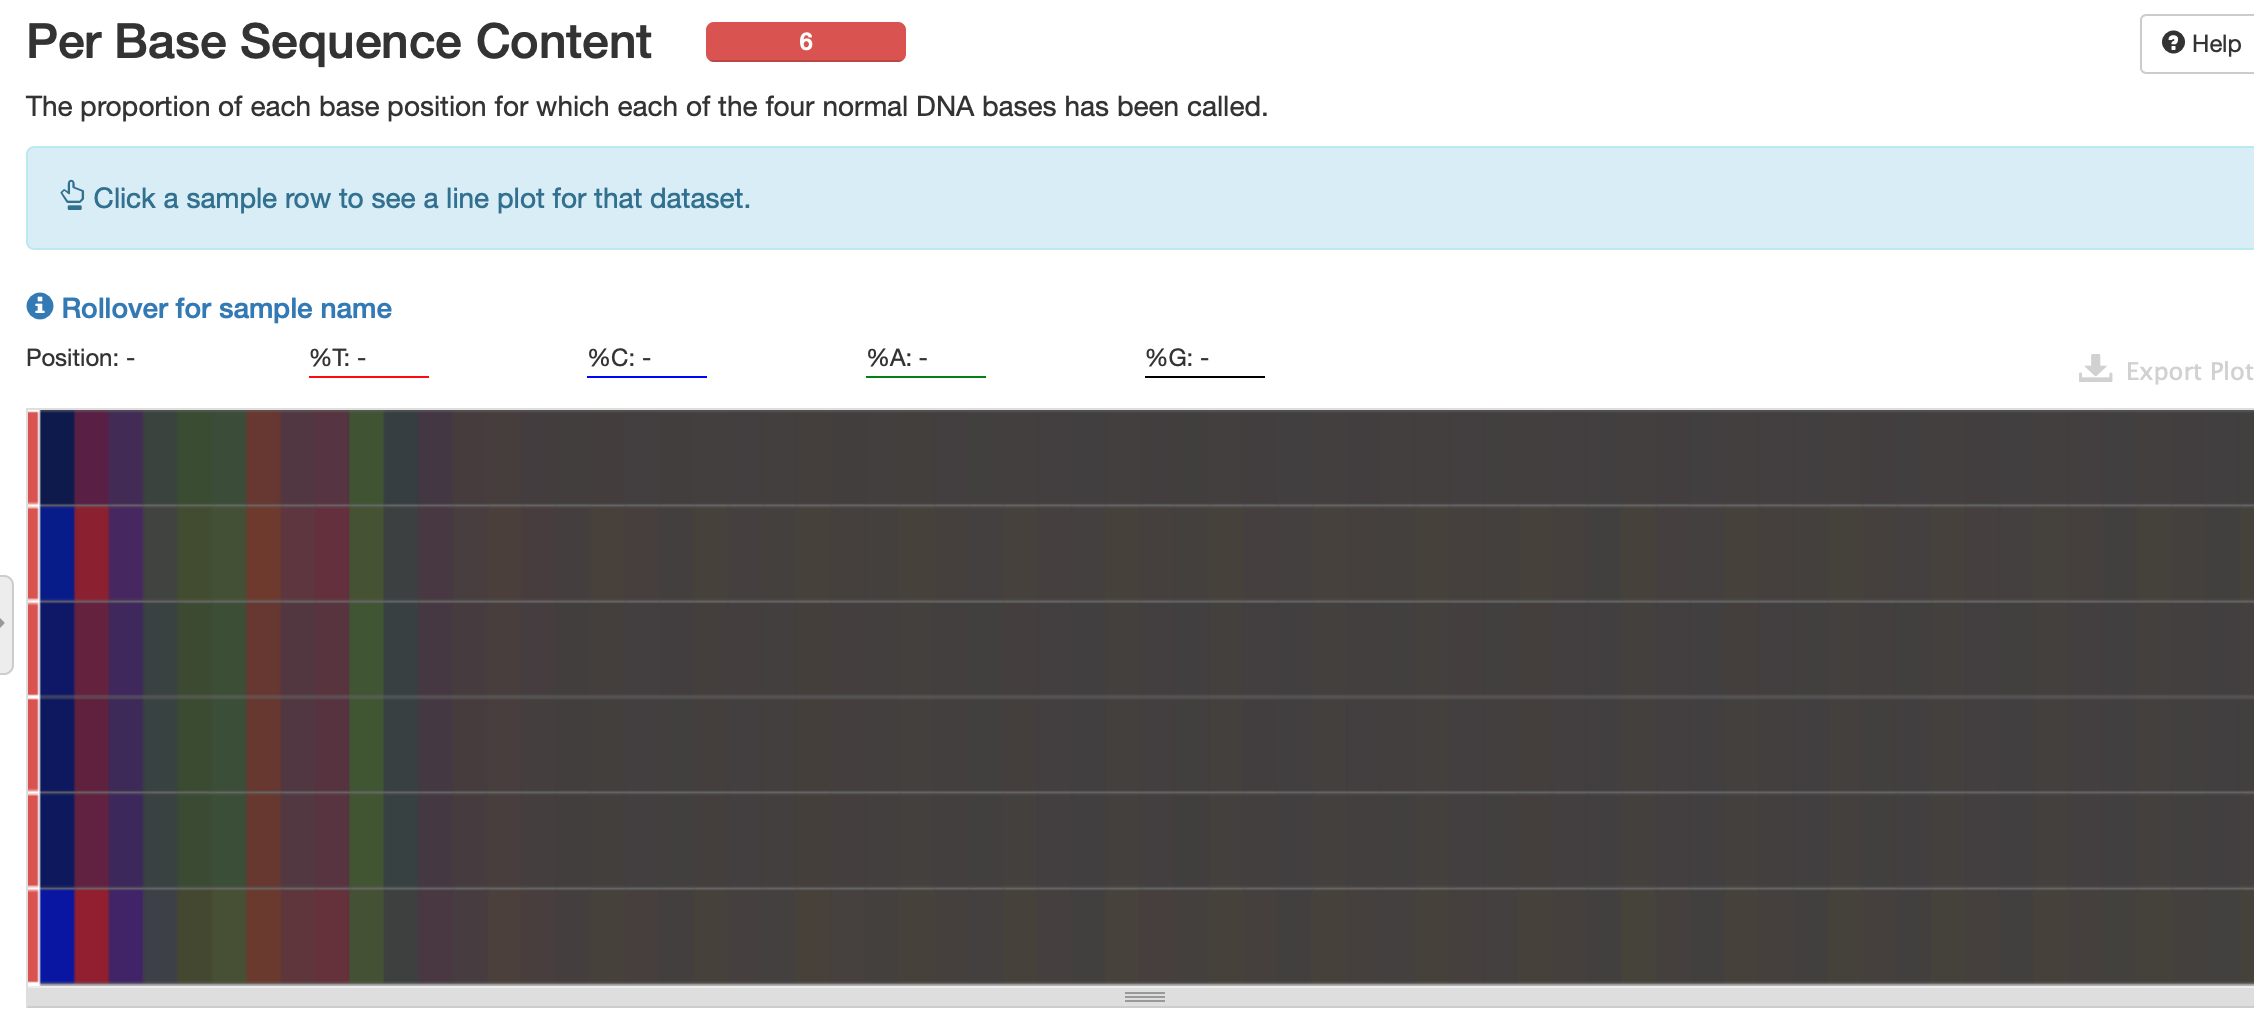 Per Base Sequence Content 6
Help
The proportion of each base position for which each of the four normal DNA bases has been called.
Click a sample row to see a line plot for that dataset.
Rollover for sample name
Position: - %T: - %C: - %A: - %G: -
Export Plot